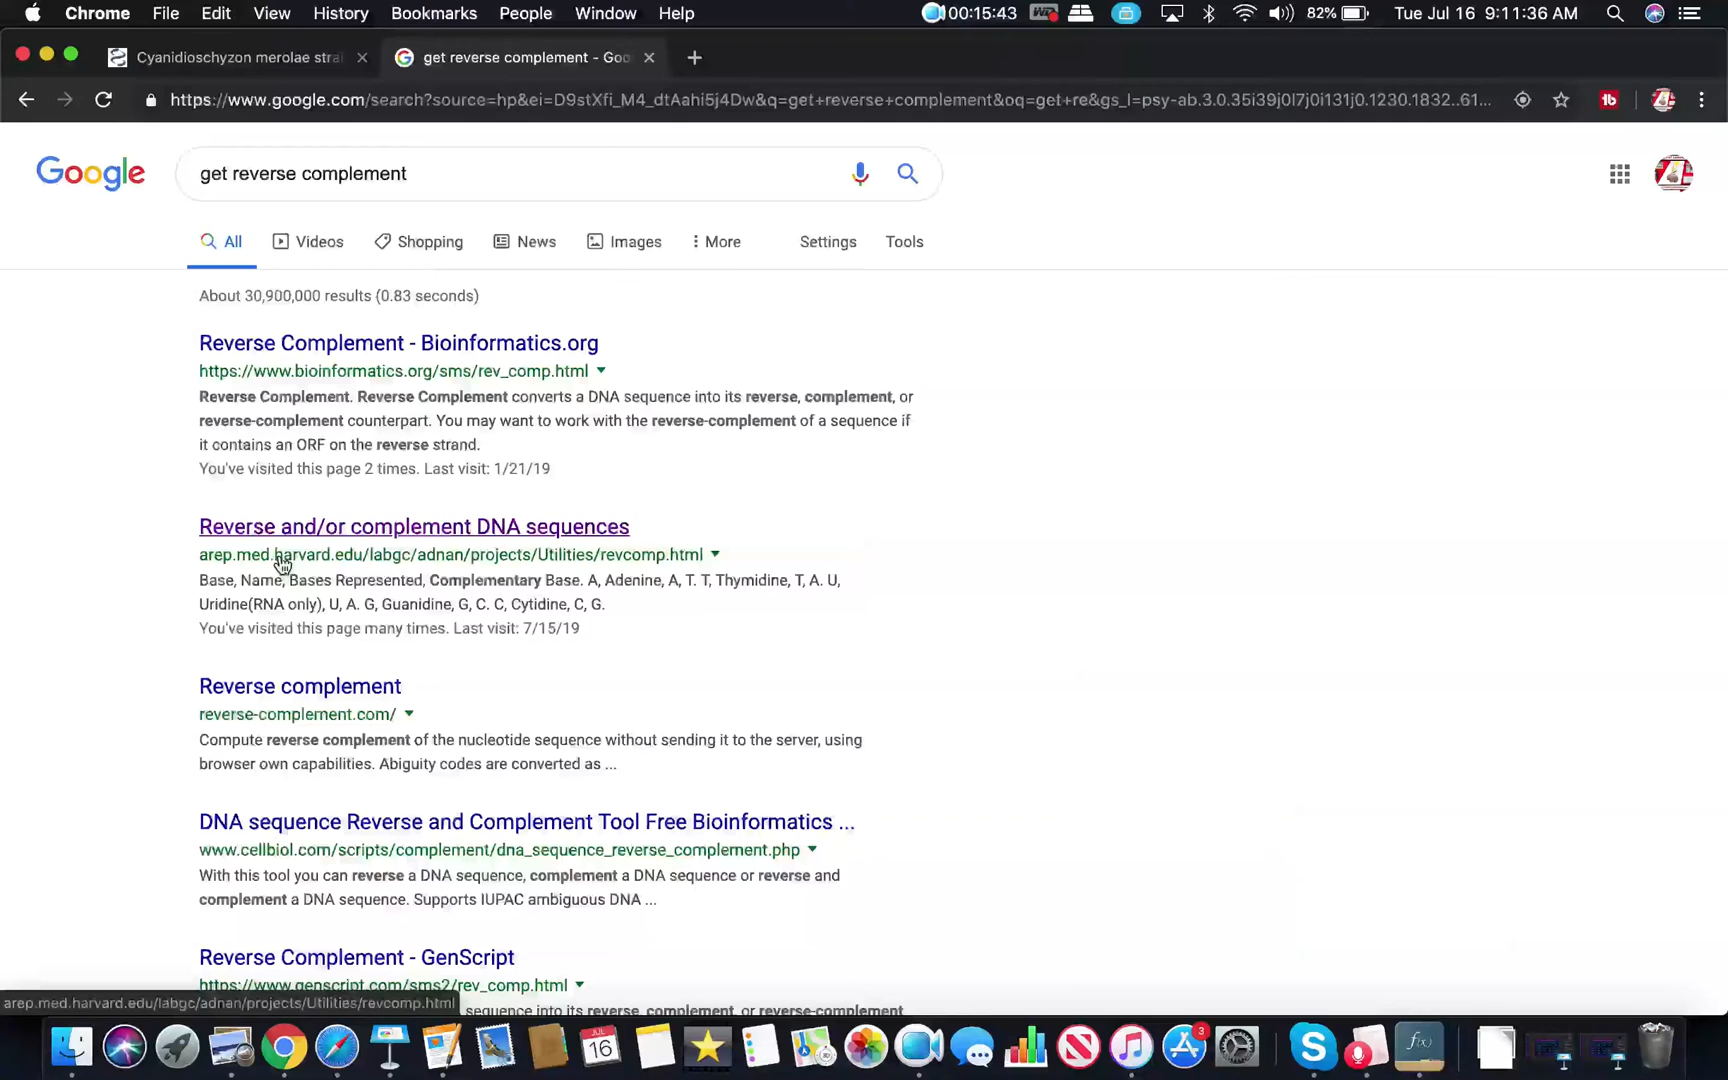 Chrome File Edit View History Bookmarks People Window Help 00:15:43 82% Tue Jul 16 9:11:36 AM
Cyanidioschyzon merolae strai
get reverse complement - Goo
https://www.google.com/search?source=hp&ei=D9stXfi_M4_dtAahi5j4Dw&q=get+reverse+complement&oq=get+re&gs_l=psy-ab.3.0.35i39j0l7j0i131j0.1230.1832..61...
Google
get reverse complement
All Videos Shopping News Images More Settings Tools
About 30,900,000 results (0.83 seconds)
Reverse Complement - Bioinformatics.org
https://www.bioinformatics.org/sms/rev_comp.html
Reverse Complement. Reverse Complement converts a DNA sequence into its reverse, complement, or
reverse-complement counterpart. You may want to work with the reverse-complement of a sequence if
it contains an ORF on the reverse strand.
You've visited this page 2 times. Last visit: 1/21/19
Reverse and/or complement DNA sequences
arep.med.harvard.edu/labgc/adnan/projects/Utilities/revcomp.html
Base, Name, Bases Represented, Complementary Base. A, Adenine, A, T. T, Thymidine, T, A. U,
Uridine(RNA only), U, A. G, Guanidine, G, C. C, Cytidine, C, G.
You've visited this page many times. Last visit: 7/15/19
Reverse complement
reverse-complement.com/
Compute reverse complement of the nucleotide sequence without sending it to the server, using
browser own capabilities. Abiguity codes are converted as ...
DNA sequence Reverse and Complement Tool Free Bioinformatics ...
www.cellbiol.com/scripts/complement/dna_sequence_reverse_complement.php
With this tool you can reverse a DNA sequence, complement a DNA sequence or reverse and
complement a DNA sequence. Supports IUPAC ambiguous DNA ...
Reverse Complement - GenScript
https://www.genscript.com/sms2/rev_comp.html
arep.med.harvard.edu/labgc/adnan/projects/Utilities/revcomp.html
sequence into its reverse, complement, or reverse-complement
JUL
16
3
f(x)